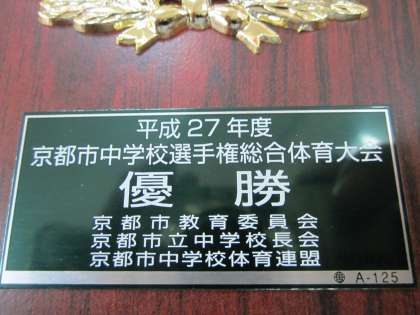 平成27年度
京都市中学校選手権総合体育大会
優勝
京都市教育委員会
京都市立中学校長会
京都市中学校体育連盟
A-125